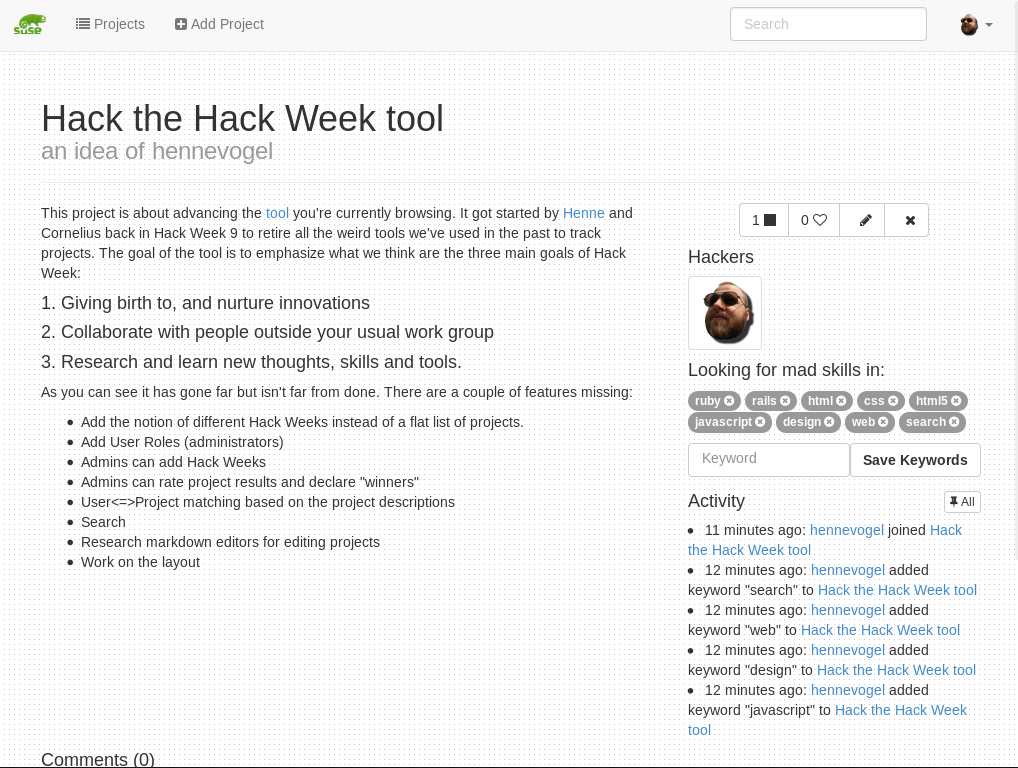 SUSE
Projects
Add Project
Search
Hack the Hack Week tool
an idea of hennevogel
This project is about advancing the tool you're currently browsing. It got started by Henne and
Cornelius back in Hack Week 9 to retire all the weird tools we've used in the past to track
projects. The goal of the tool is to emphasize what we think are the three main goals of Hack
Week:
1. Giving birth to, and nurture innovations
2. Collaborate with people outside your usual work group
3. Research and learn new thoughts, skills and tools.
As you can see it has gone far but isn't far from done. There are a couple of features missing:
Add the notion of different Hack Weeks instead of a flat list of projects.
Add User Roles (administrators)
Admins can add Hack Weeks
Admins can rate project results and declare "winners"
User<=>Project matching based on the project descriptions
Search
Research markdown editors for editing projects
Work on the layout
1
0
Hackers
Looking for mad skills in:
ruby rails html css html5
javascript design web search
Keyword
Save Keywords
Activity
All
11 minutes ago: hennevogel joined Hack
the Hack Week tool
12 minutes ago: hennevogel added
keyword "search" to Hack the Hack Week tool
12 minutes ago: hennevogel added
keyword "web" to Hack the Hack Week tool
12 minutes ago: hennevogel added
keyword "design" to Hack the Hack Week tool
12 minutes ago: hennevogel added
keyword "javascript" to Hack the Hack Week
tool
Comments (0)